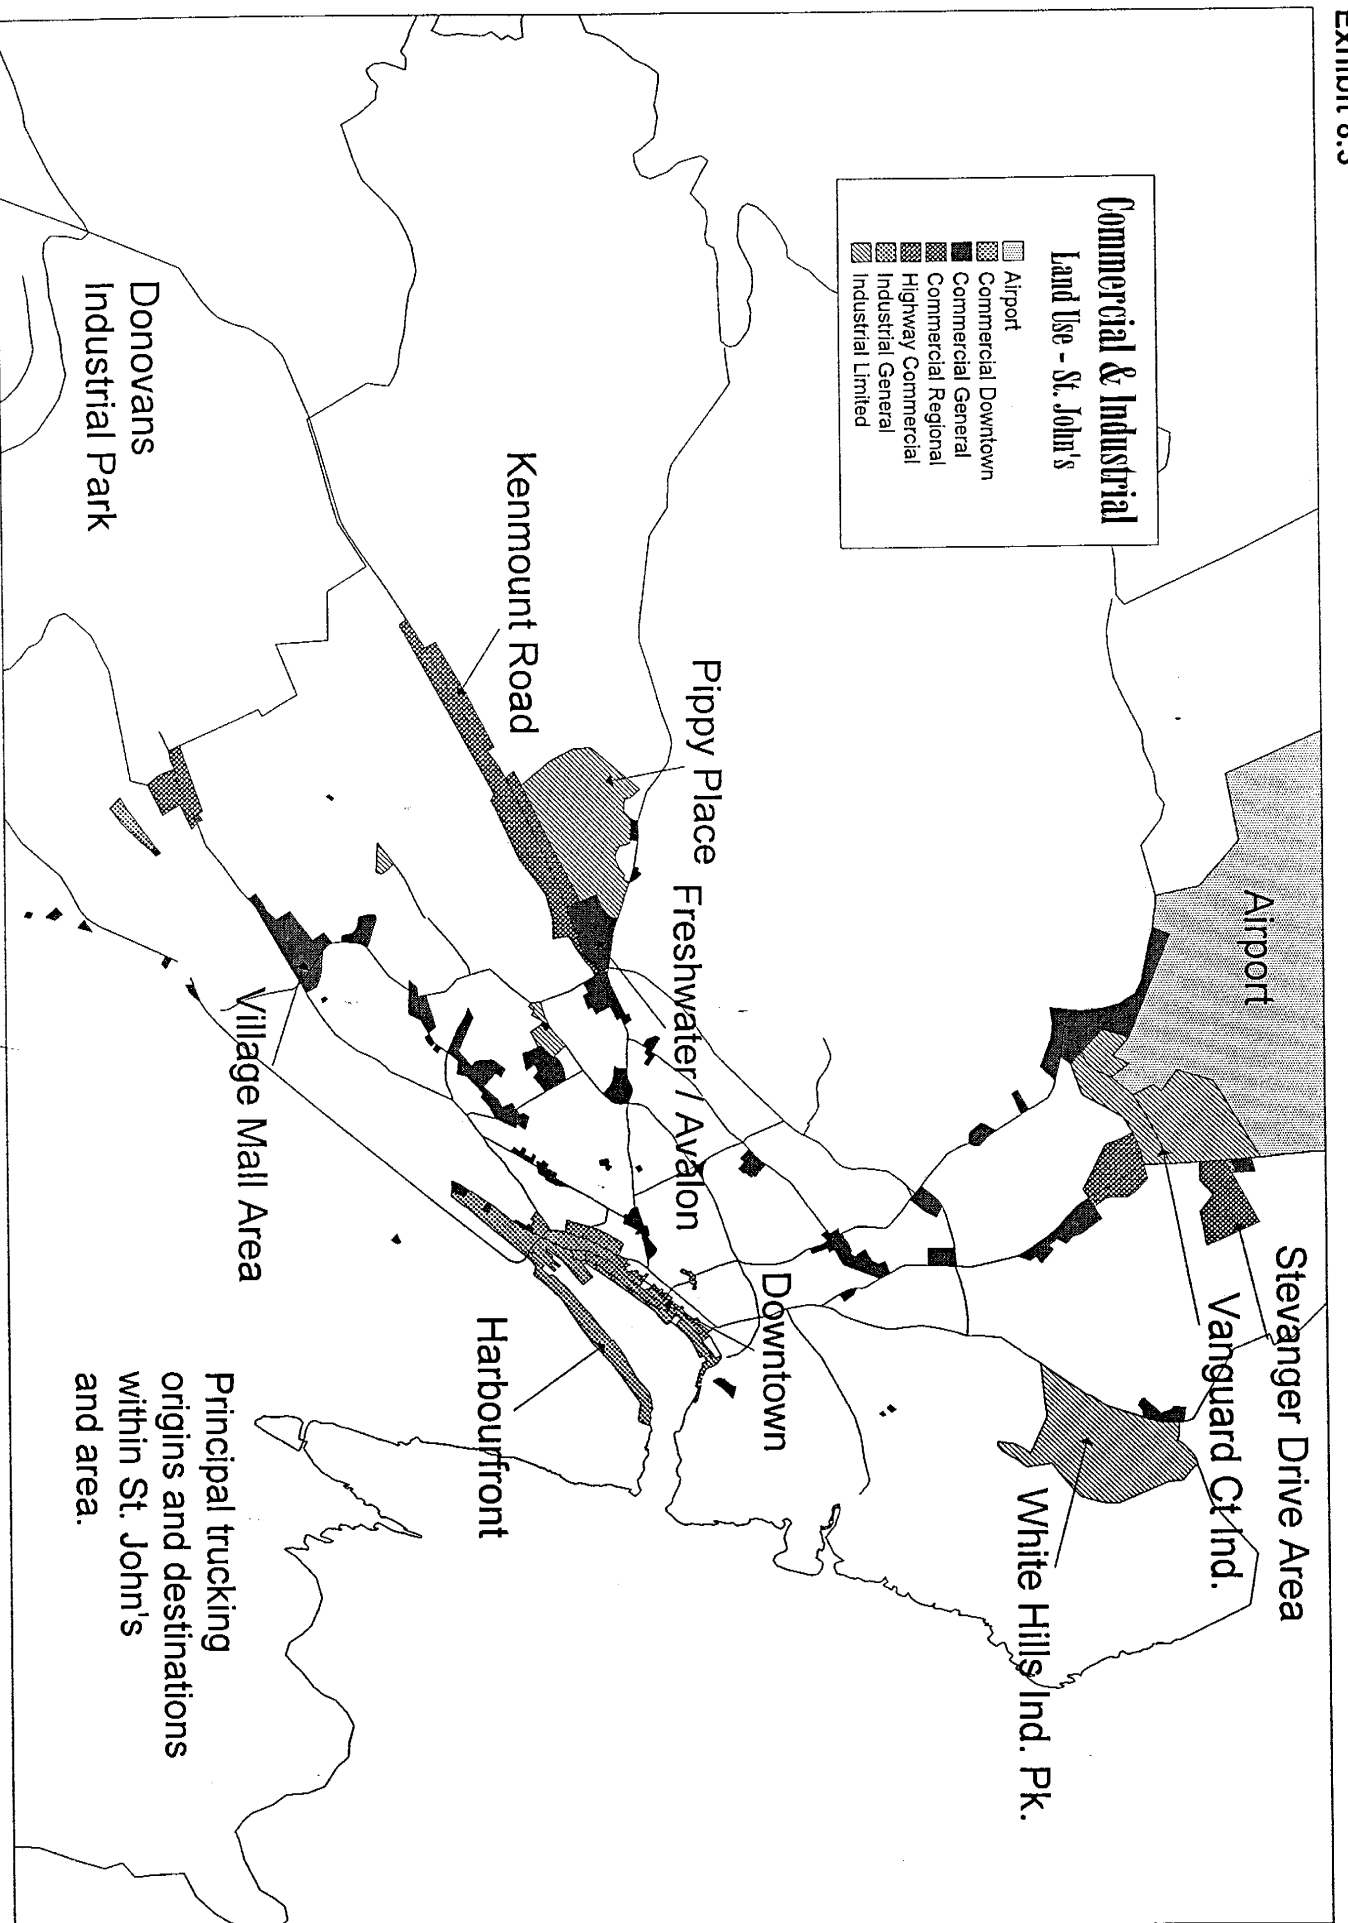 Exhibit 8.5
Commercial & Industrial
Land Use - St. John's
Airport
Commercial Downtown
Commercial General
Commercial Regional
Highway Commercial
Industrial General
Industrial Limited
Airport
Stevanger Drive Area
Vanguard Ct Ind.
White Hills Ind. Pk.
Pippy Place
Freshwater / Avalon
Downtown
Kenmount Road
Harbourfront
Village Mall Area
Donovans
Industrial Park
Principal trucking
origins and destinations
within St. John's
and area.